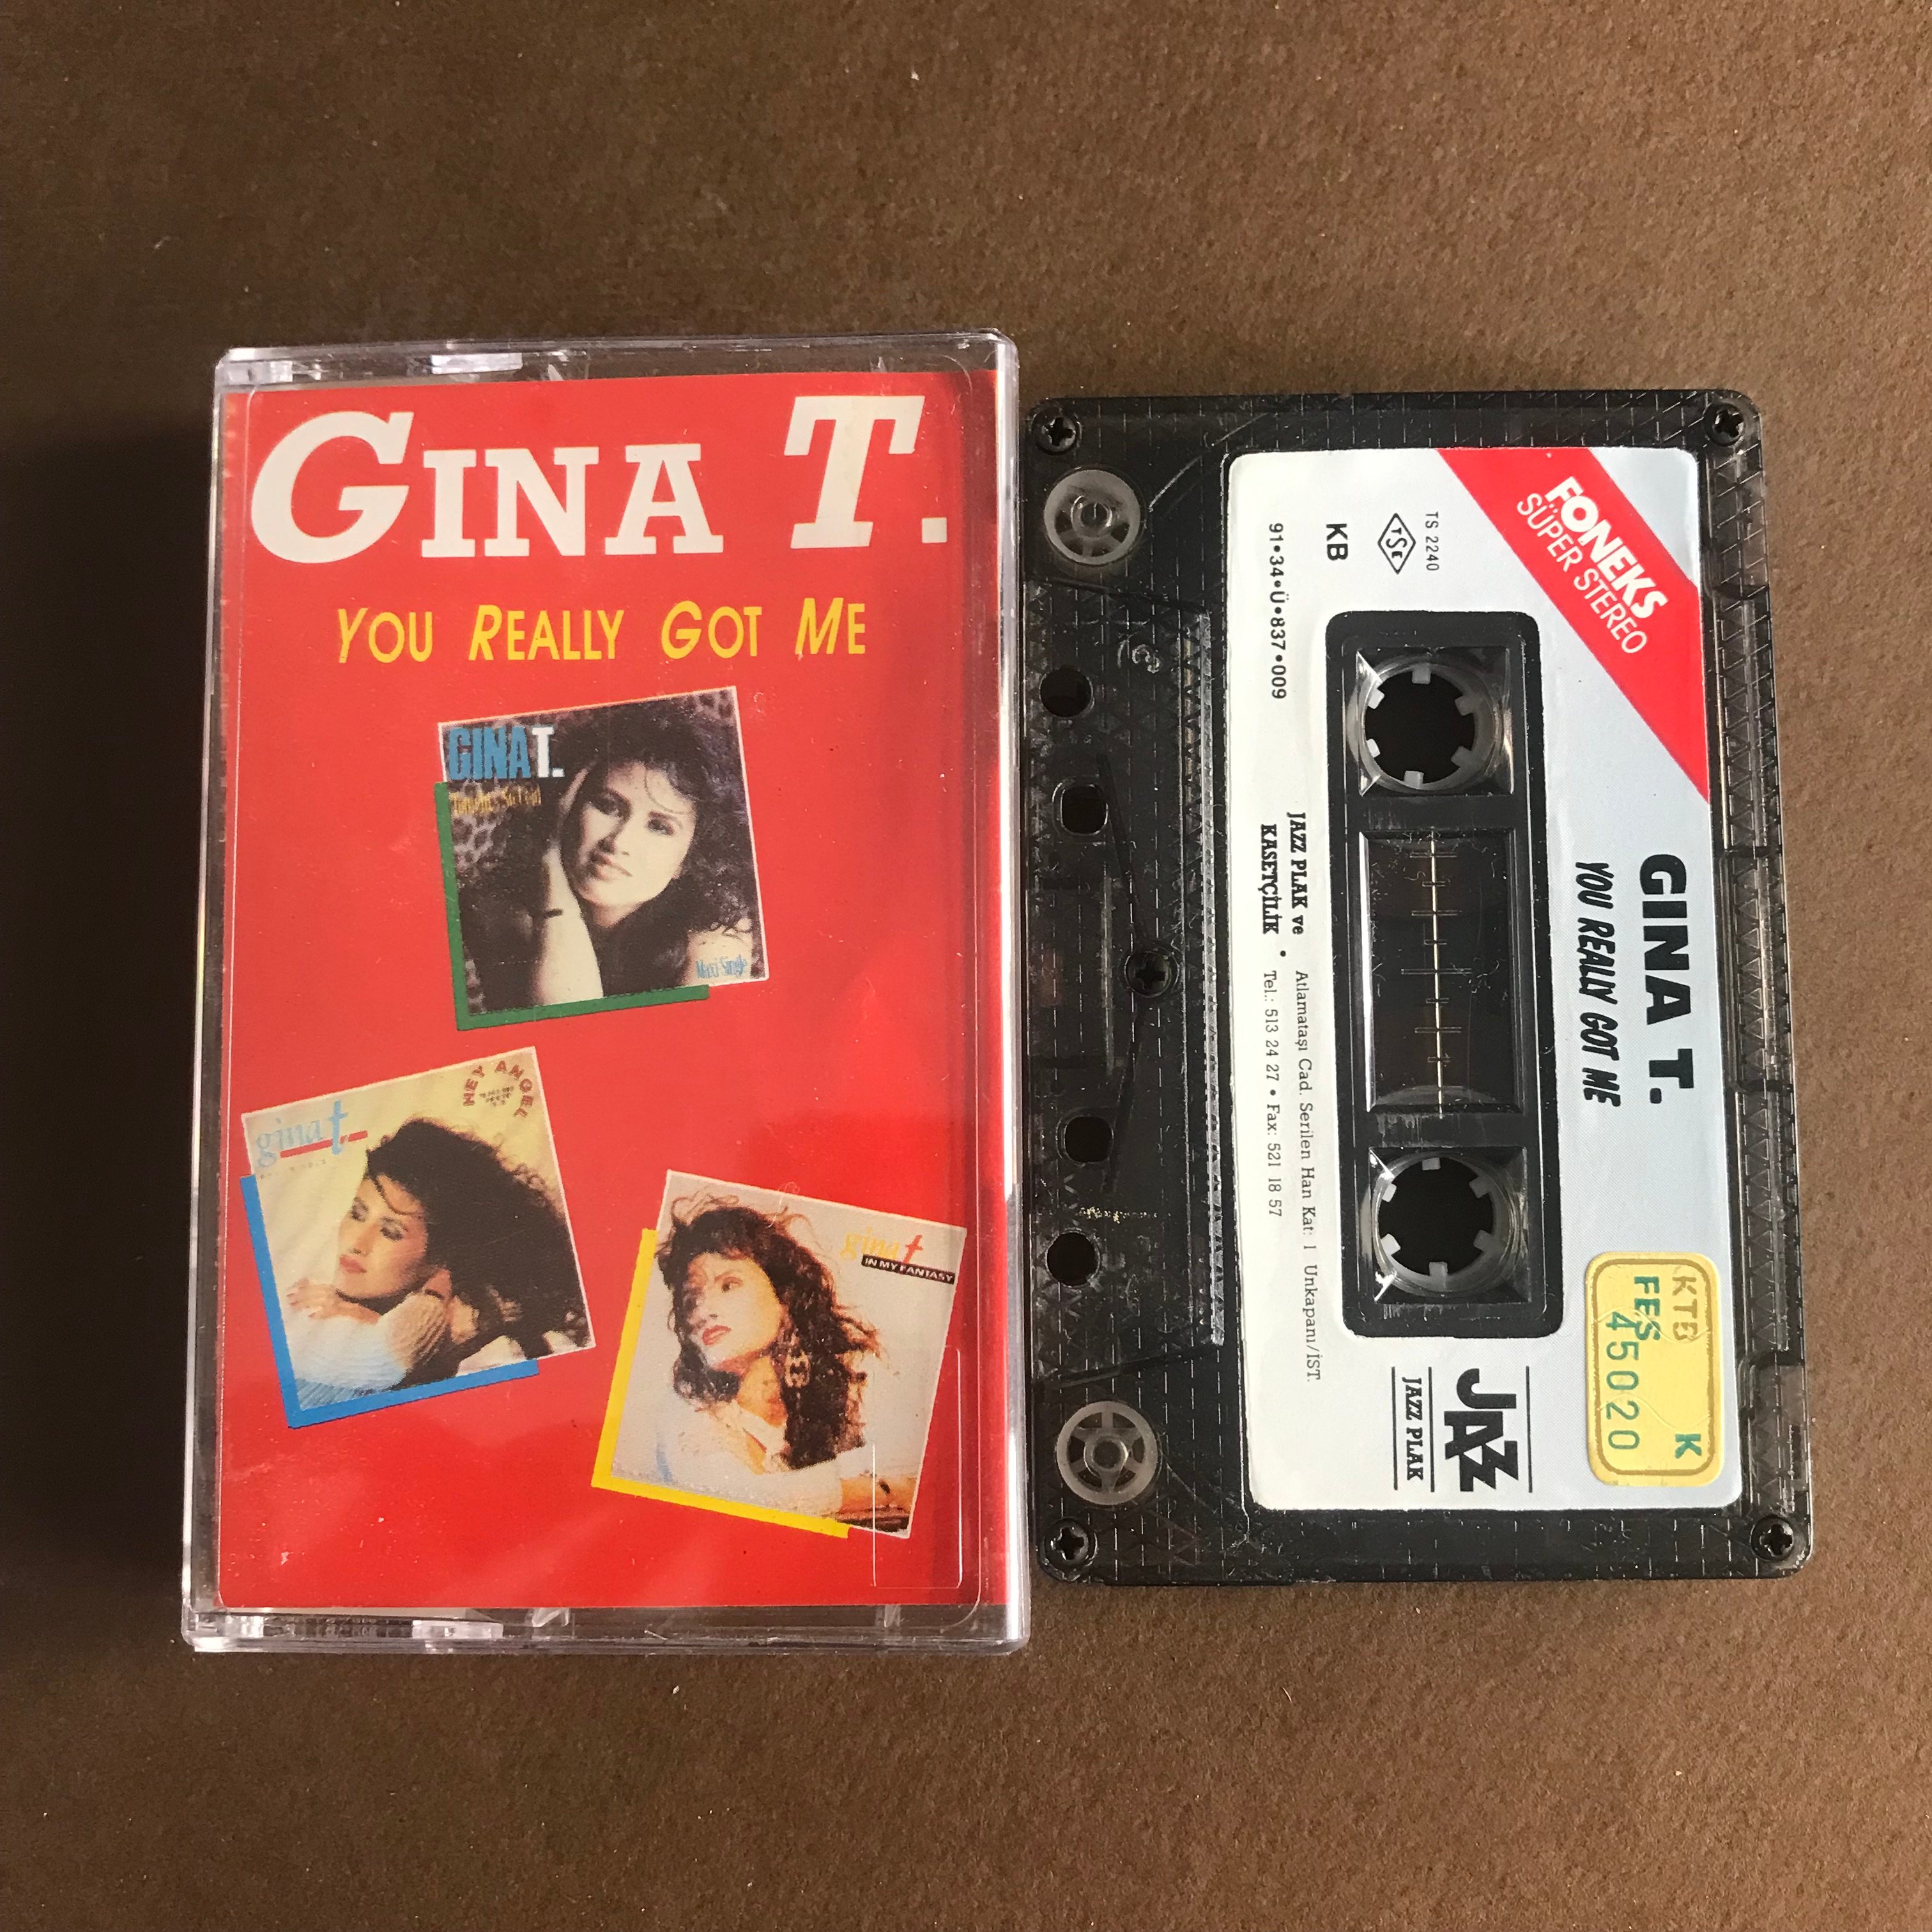 GINA T.
YOU REALLY GOT ME
GINA T.
Maxi-Single
HEY ANGEL
gina t.
gina t
IN MY FANTASY
FONEKS
SÜPER STEREO
GINA T.
YOU REALLY GOT ME
TS 2240
TSE
KB
91•34•Ü•837•009
JAZZ PLAK ve
KASETÇİLİK
• Atlamataşı Cad. Serilen Han Kat: 1 Unkapanı/İST.
Tel.: 513 24 27 • Fax: 521 18 57
JAZZ
JAZZ PLAK
KTB K
FES
45020